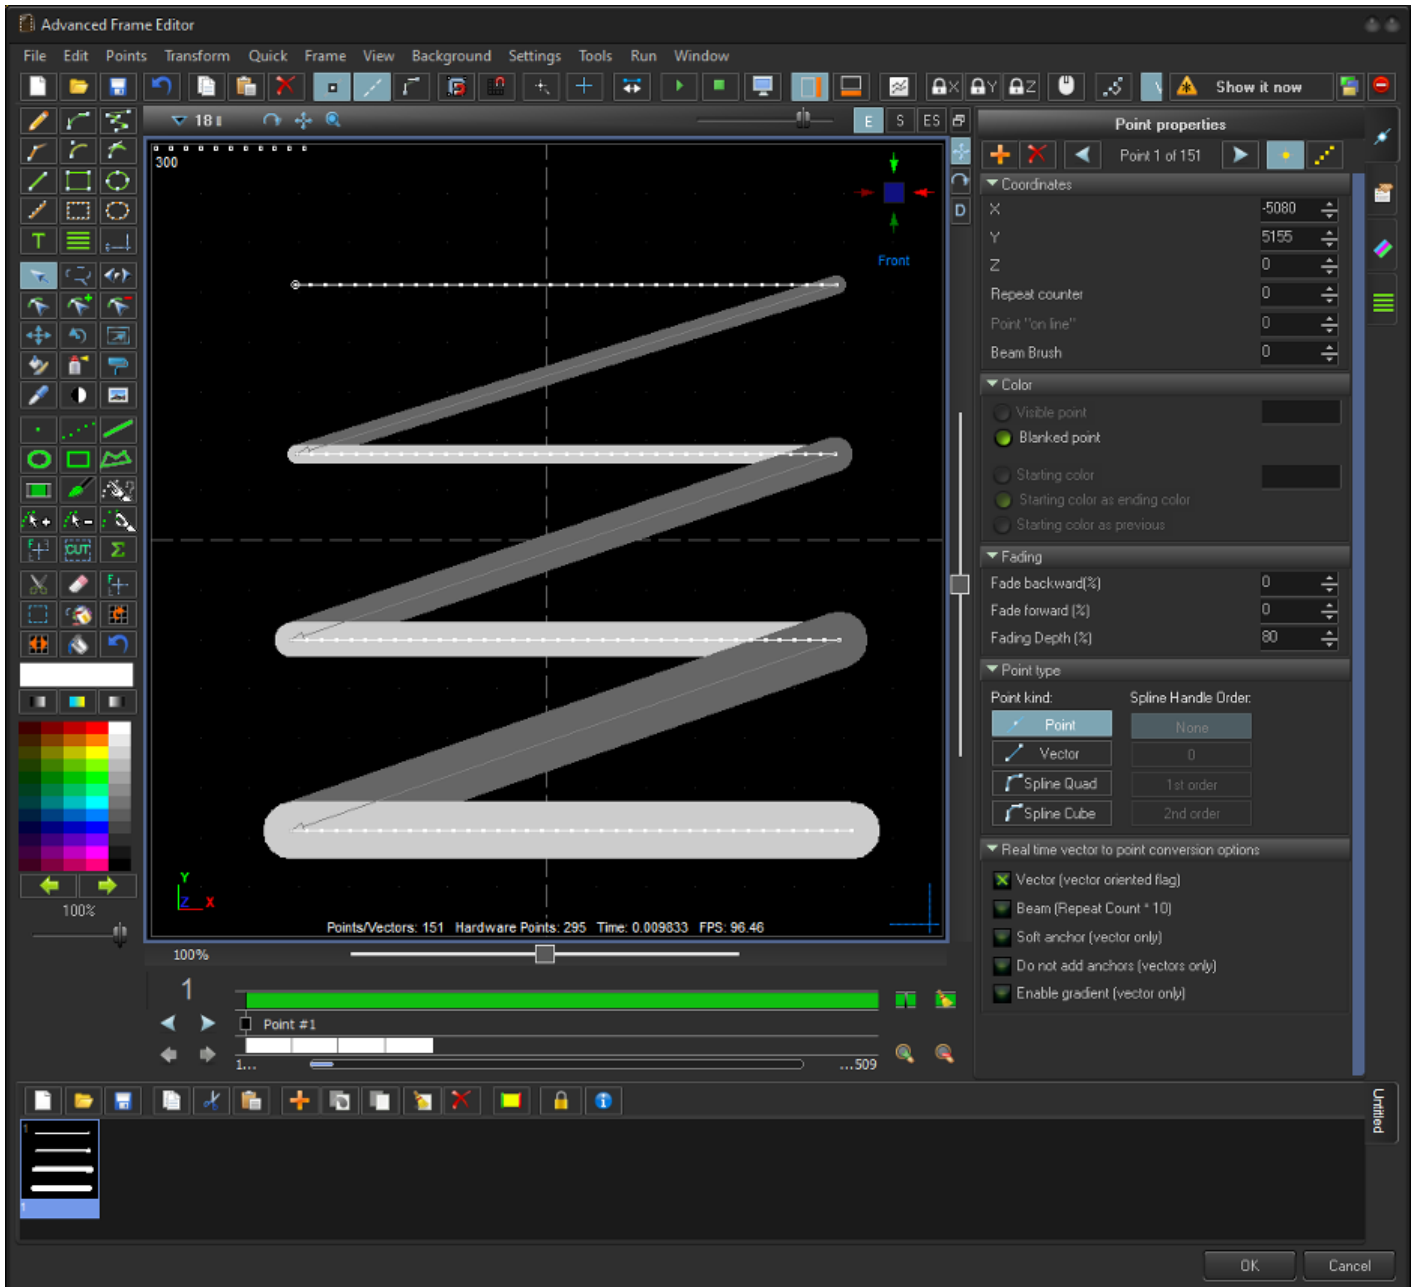 Advanced Frame Editor
File Edit Points Transform Quick Frame View Background Settings Tools Run Window
X Y Z Show it now
18
E S ES
Point properties
300
Point 1 of 151
Coordinates
X -5080
D
Y 5155
Front
Z 0
Repeat counter 0
Point "on line" 0
Beam Brush 0
Color
Visible point
Blanked point
Starting color
Starting color as ending color
Starting color as previous
CUT
Fading
Fade backward(%) 0
Fade forward (%) 0
Fading Depth (%) 80
Point type
Point kind: Spline Handle Order:
Point None
Vector 0
Spline Quad 1st order
Spline Cube 2nd order
Real time vector to point conversion options
Vector (vector oriented flag)
Beam (Repeat Count * 10)
Soft anchor (vector only)
Do not add anchors (vectors only)
Enable gradient (vector only)
100%
Y
Z X
Points/Vectors: 151 Hardware Points: 295 Time: 0.009833 FPS: 96.46
100%
1
Point #1
1... ...509
Untitled
1
1
OK Cancel